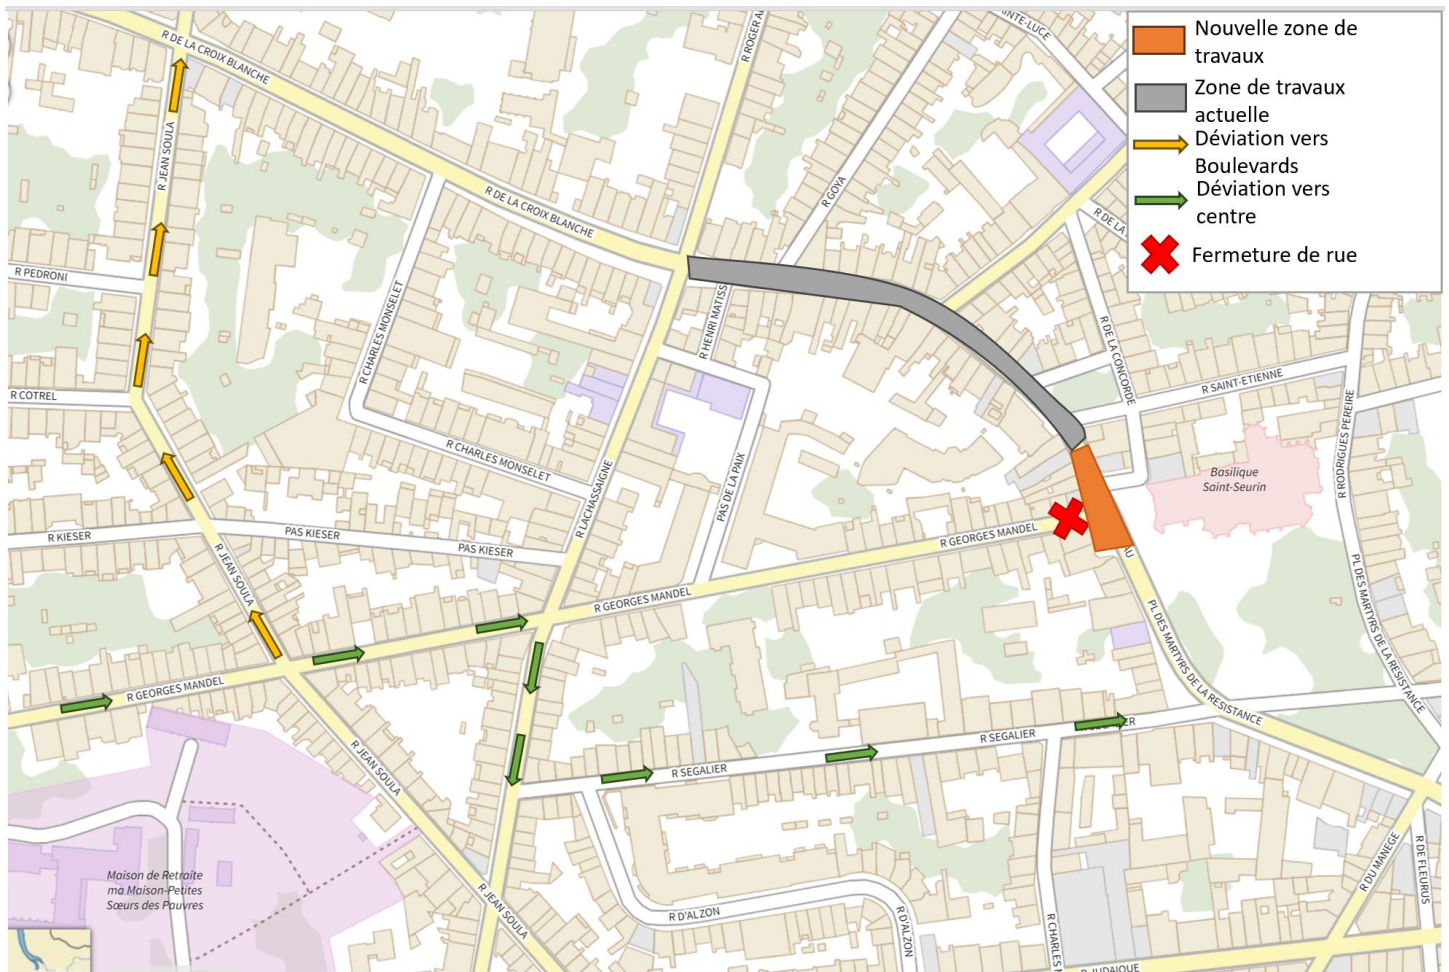 Nouvelle zone de
travaux
Zone de travaux
actuelle
Déviation vers
Boulevards
Déviation vers
centre
Fermeture de rue
R DE LA CROIX BLANCHE
R JEAN SOULA
R PEDRONI
R COTREL
R KIESER
R JEAN SOULA
R GEORGES MANDEL
R DE LA CROIX BLANCHE
R CHARLES MONSELET
R CHARLES MONSELET
PAS KIESER
PAS KIESER
R LACHASSAIGNE
R GOYA
PAS DE LA PAIX
R GEORGES MANDEL
R GEORGES MANDEL
R DE LA CONCORDE
R SAINT-ETIENNE
R RODRIGUES PEREIRE
Basilique
Saint-Seurin
PL DES MARTYRS DE LA RESISTANCE
PL DES MARTYRS DE LA RESISTANCE
R SEGALIER
R SEGALIER
R JEAN SOULA
R JEAN SOULA
Maison de Retraite
ma Maison-Petites
Sœurs des Pauvres
R D'ALZON
R D'ALZON
R DU MANEGE
R DE FLEURUS